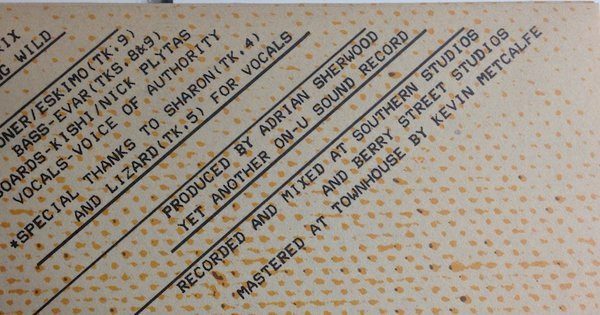 RIX
G WILD
ONER/ESKIMO(TK.9)
BASS-EVAR(TKS.8&9)
BOARDS-KISHI/NICK PLYTAS
VOCALS VOICE OF AUTHORITY
*SPECIAL THANKS TO SHARON(TK.4)
AND LIZARD(TK.5) FOR VOCALS
PRODUCED BY ADRIAN SHERWOOD
YET ANOTHER ON-U SOUND RECORD
RECORDED AND MIXED AT SOUTHERN STUDIOS
AND BERRY STREET STUDIOS
MASTERED AT TOWNHOUSE BY KEVIN METCALFE